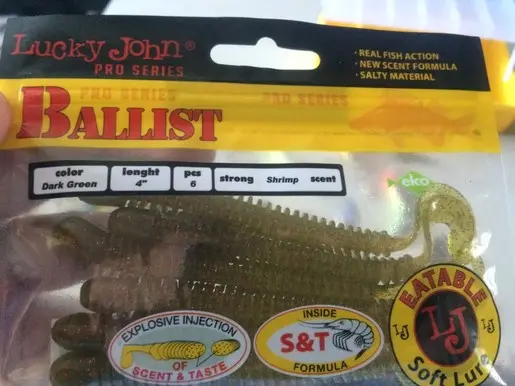 Lucky John®
PRO SERIES
• REAL FISH ACTION
• NEW SCENT FORMULA
• SALTY MATERIAL
PRO SERIES
PRO SERIES
BALLIST
color
Dark Green
lenght
4"
pcs
6
strong Shrimp scent
eko
EXPLOSIVE INJECTION
OF
SCENT & TASTE
INSIDE
S&T
FORMULA
EATABLE
LJ
LJ
LJ
Soft Lure